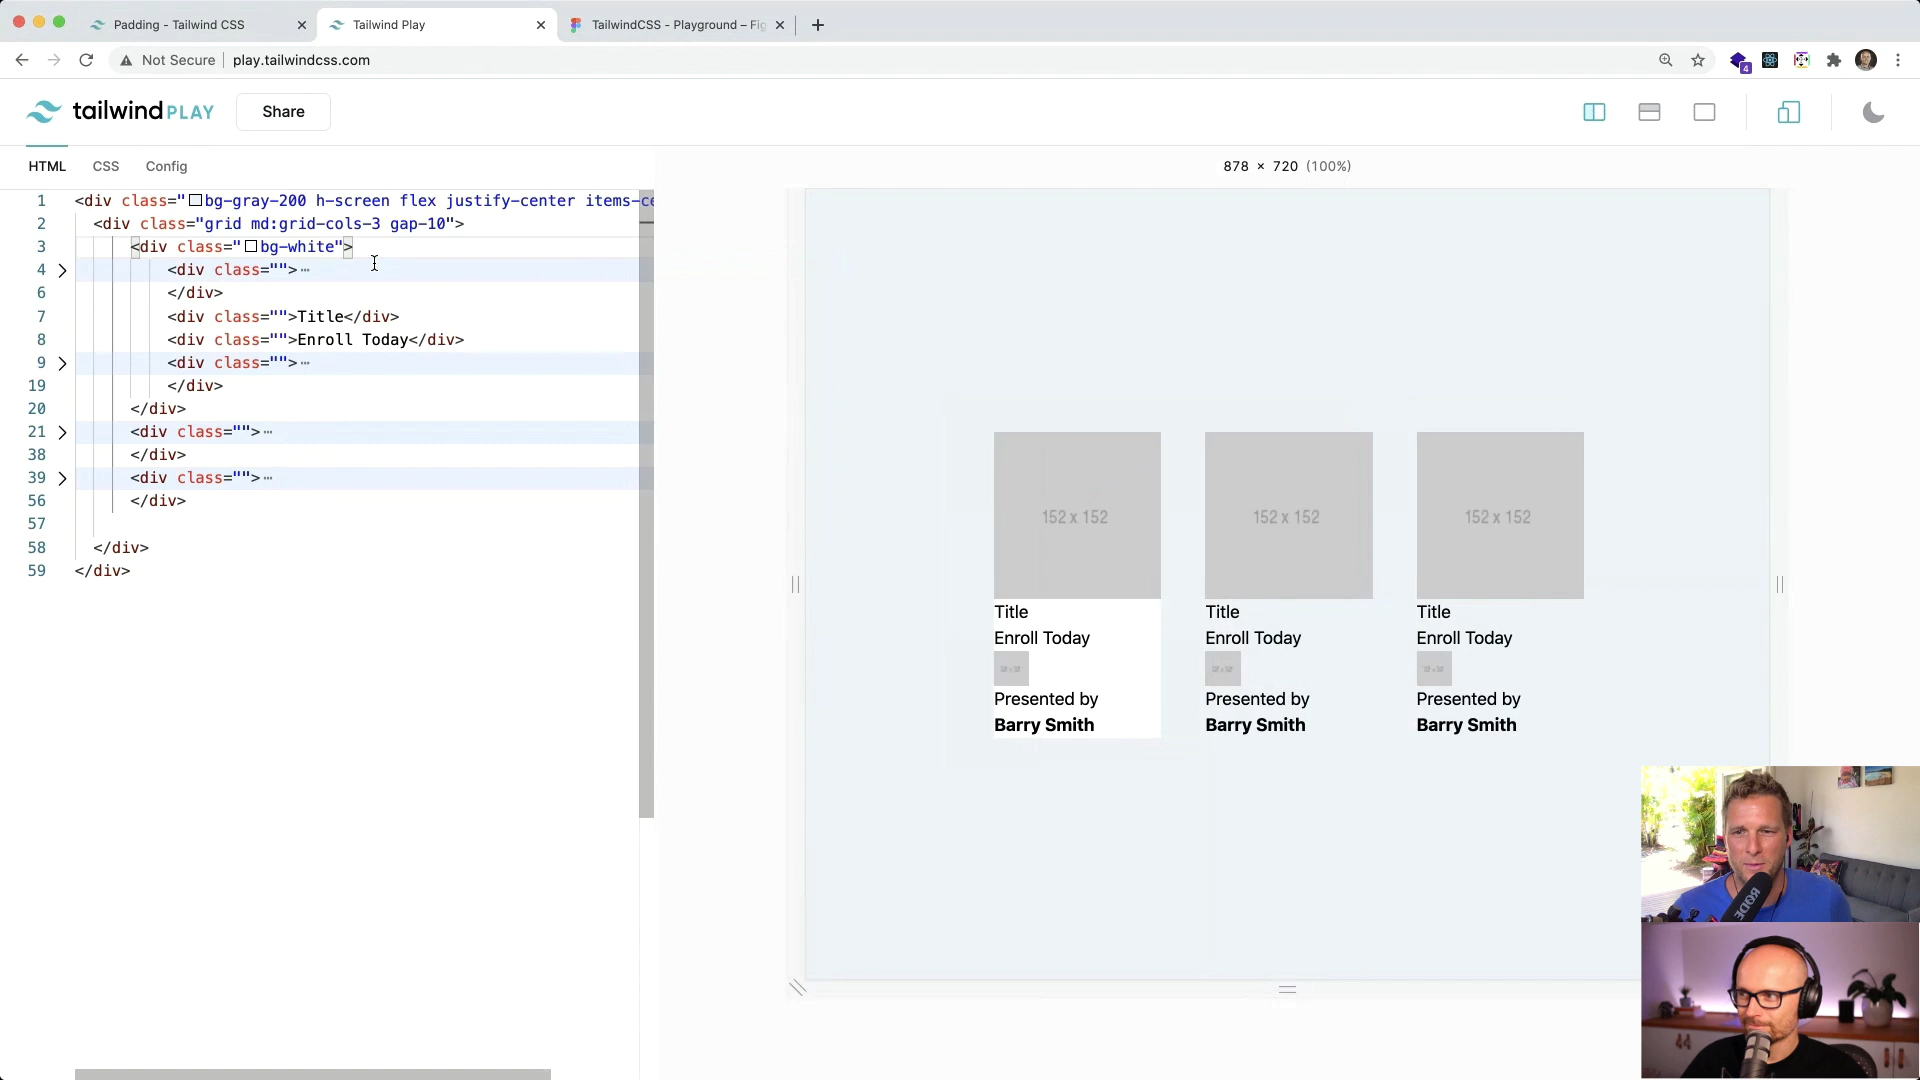 Padding - Tailwind CSS
Tailwind Play
TailwindCSS - Playground – Fig
Not Secure
play.tailwindcss.com
4
tailwind PLAY
Share
HTML
CSS
Config
878 × 720 (100%)
1 <div class="bg-gray-200 h-screen flex justify-center items-ce
2 <div class="grid md:grid-cols-3 gap-10">
3 <div class="bg-white">
4 <div class="">⋯
6 </div>
7 <div class="">Title</div>
8 <div class="">Enroll Today</div>
9 <div class="">⋯
19 </div>
20 </div>
21 <div class="">⋯
38 </div>
39 <div class="">⋯
56 </div>
57
58 </div>
59 </div>
152 x 152
152 x 152
152 x 152
Title
Title
Title
Enroll Today
Enroll Today
Enroll Today
Presented by
Presented by
Presented by
Barry Smith
Barry Smith
Barry Smith
RØDE